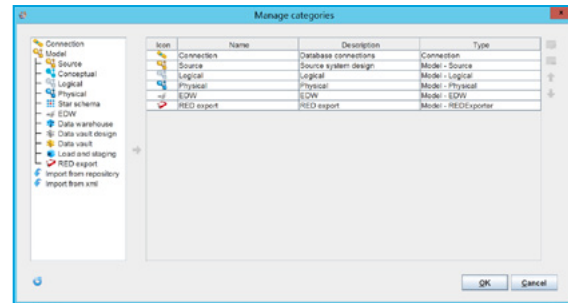 Manage categories
Connection
Model
Source
Conceptual
Logical
Physical
Star schema
EDW
Data warehouse
Data vault design
Data vault
Load and staging
RED export
Import from repository
Import from xml
Icon Name Description Type
Connection Database connections Connection
Source Source system design Model - Source
Logical Logical Model - Logical
Physical Physical Model - Physical
EDW EDW Model - EDW
RED export RED export Model - REDExporter
OK Cancel